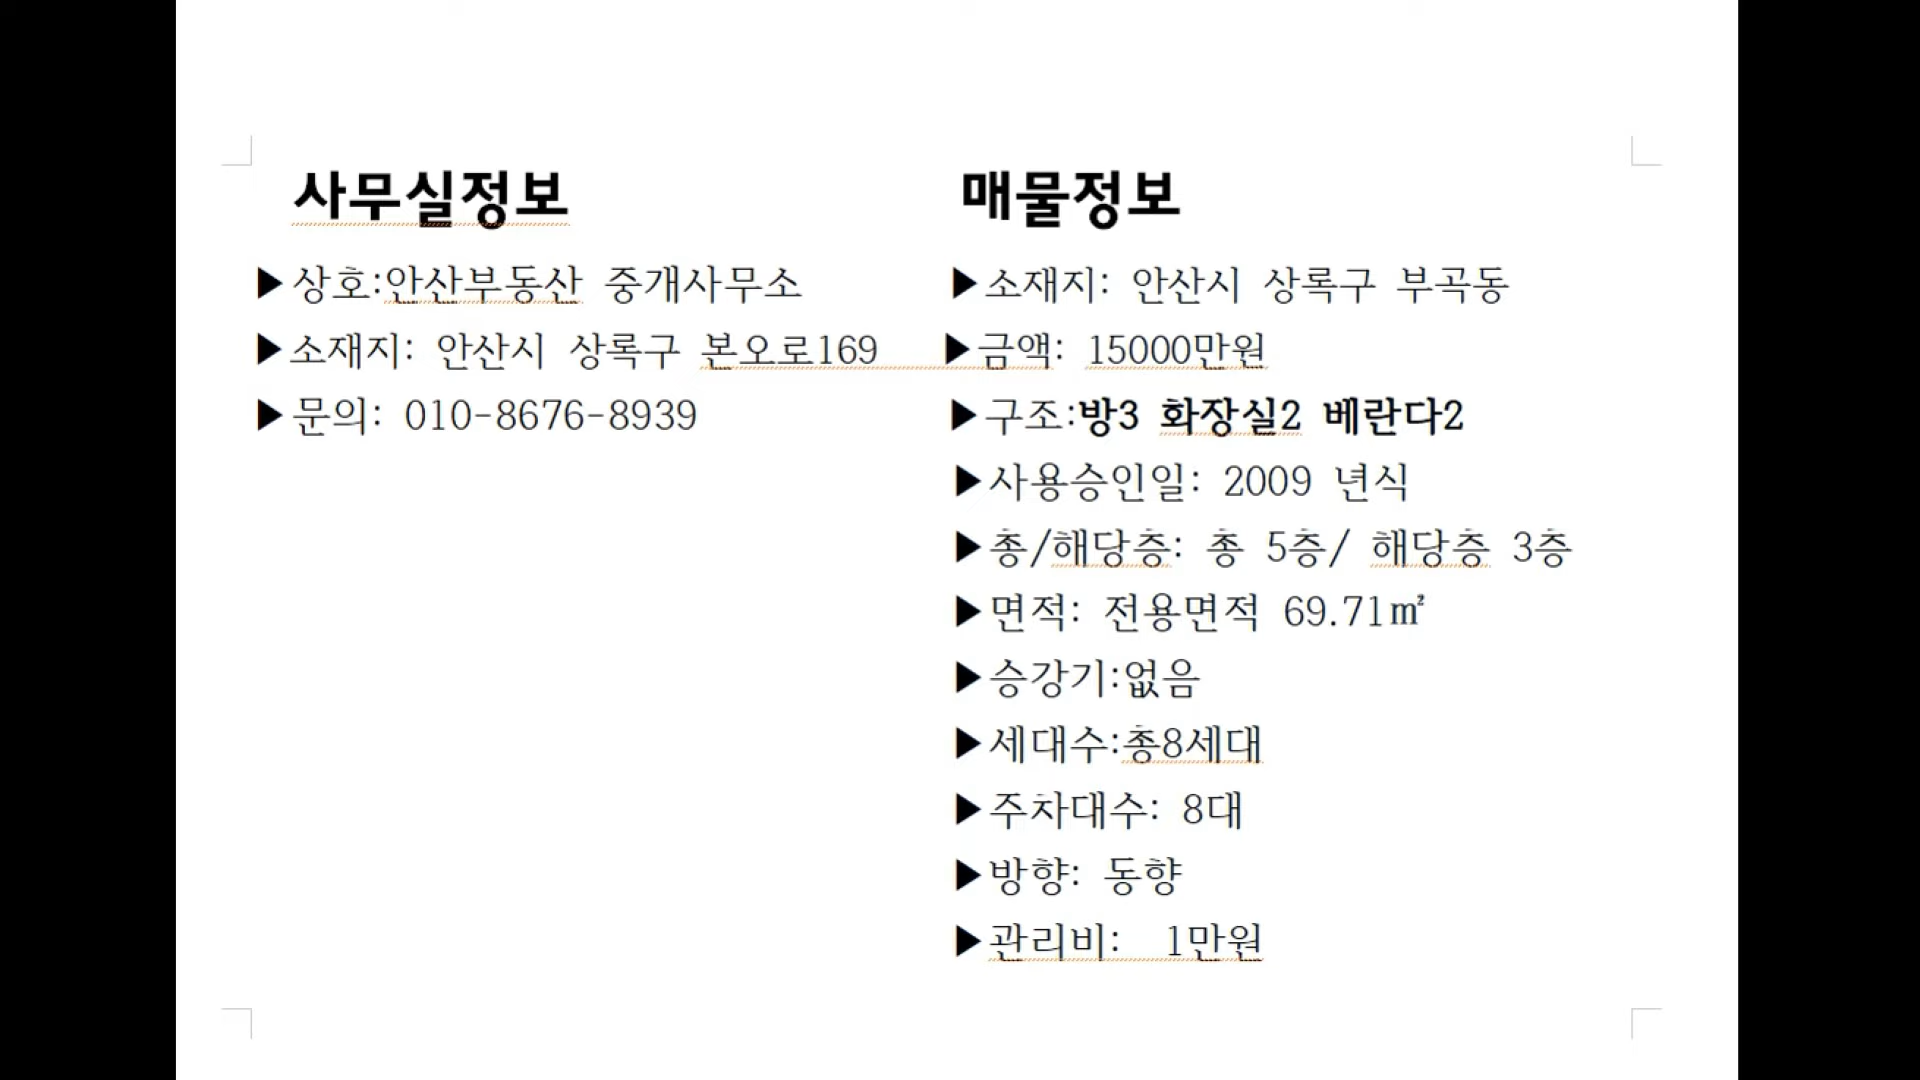 사무실정보
▶상호:안산부동산 중개사무소
▶소재지: 안산시 상록구 본오로169
▶문의: 010-8676-8939
매물정보
▶소재지: 안산시 상록구 부곡동
▶금액: 15000만원
▶구조:방3 화장실2 베란다2
▶사용승인일: 2009 년식
▶총/해당층: 총 5층/ 해당층 3층
▶면적: 전용면적 69.71㎡
▶승강기:없음
▶세대수:총8세대
▶주차대수: 8대
▶방향: 동향
▶관리비:  1만원